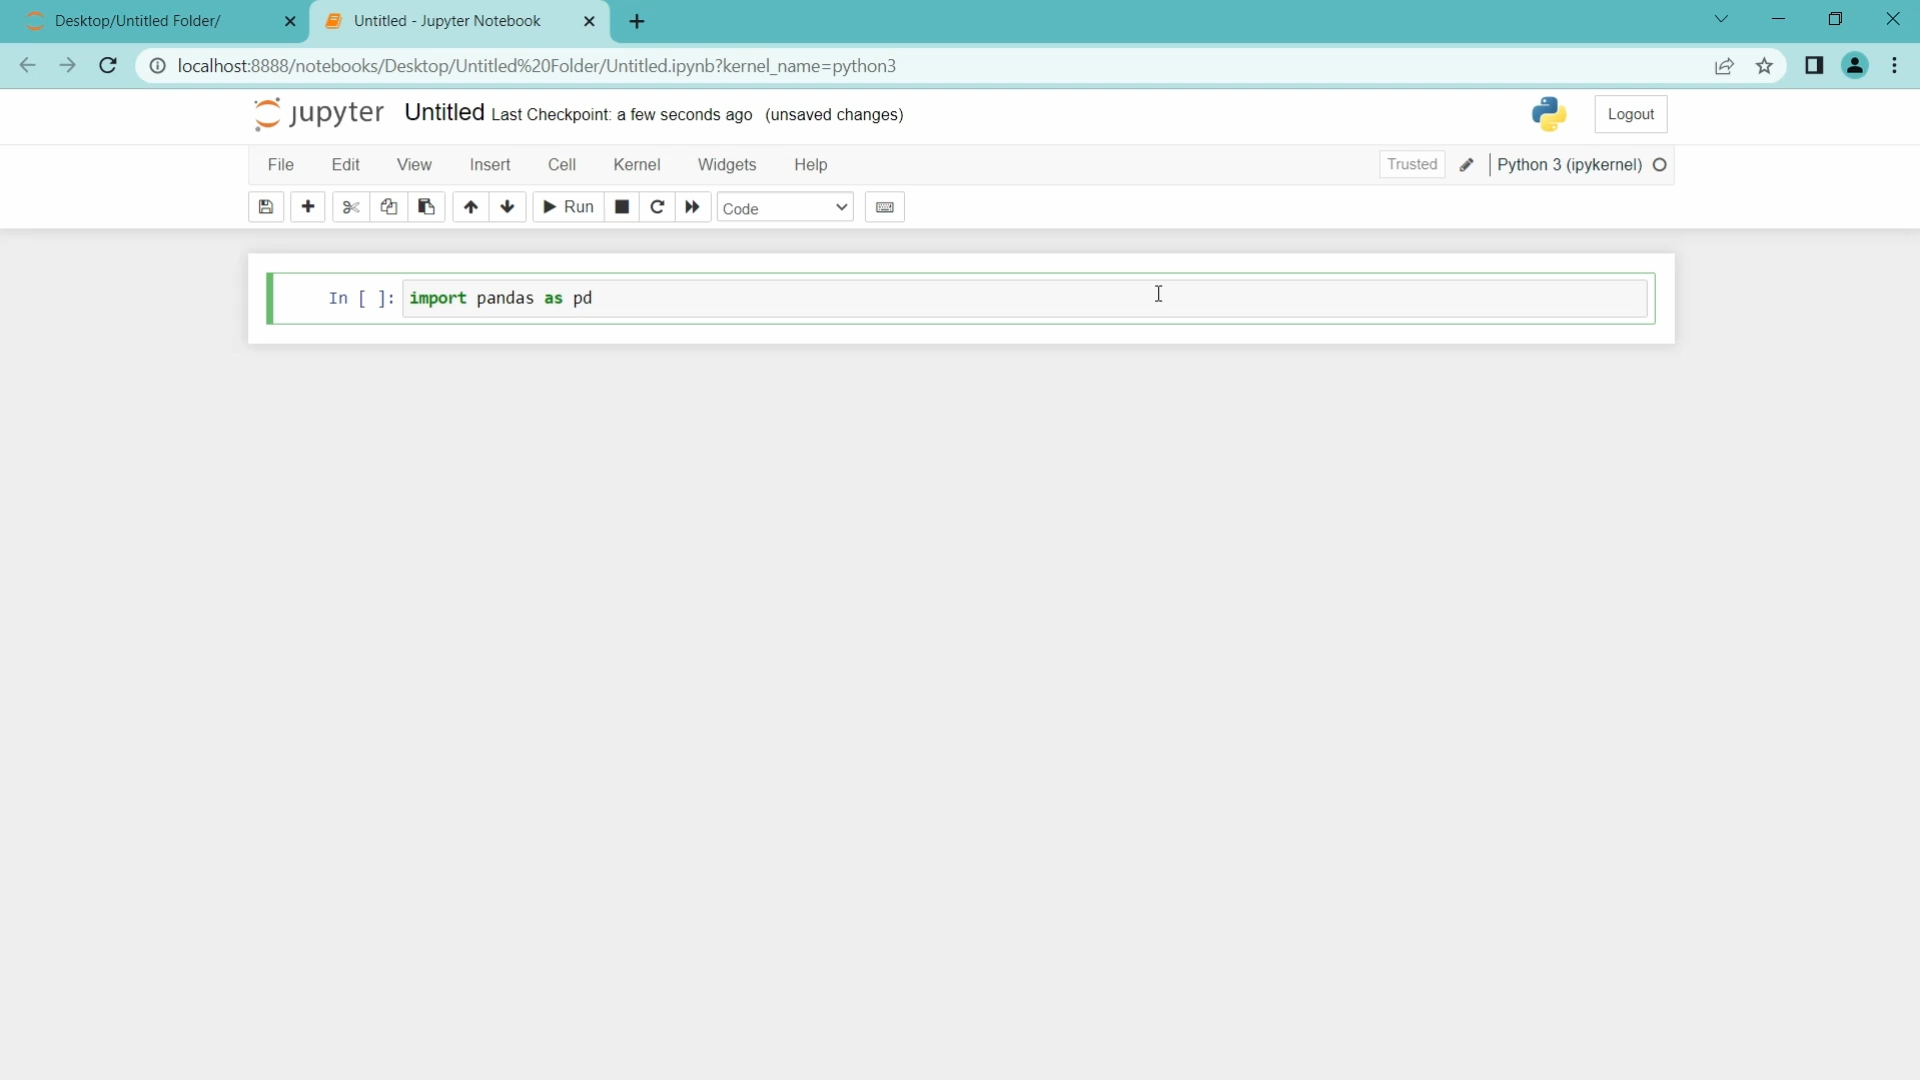 Desktop/Untitled Folder/
Untitled - Jupyter Notebook
localhost:8888/notebooks/Desktop/Untitled%20Folder/Untitled.ipynb?kernel_name=python3
jupyter Untitled Last Checkpoint: a few seconds ago (unsaved changes)
Logout
File Edit View Insert Cell Kernel Widgets Help
Trusted
Python 3 (ipykernel)
Run
Code
In [ ]: import pandas as pd